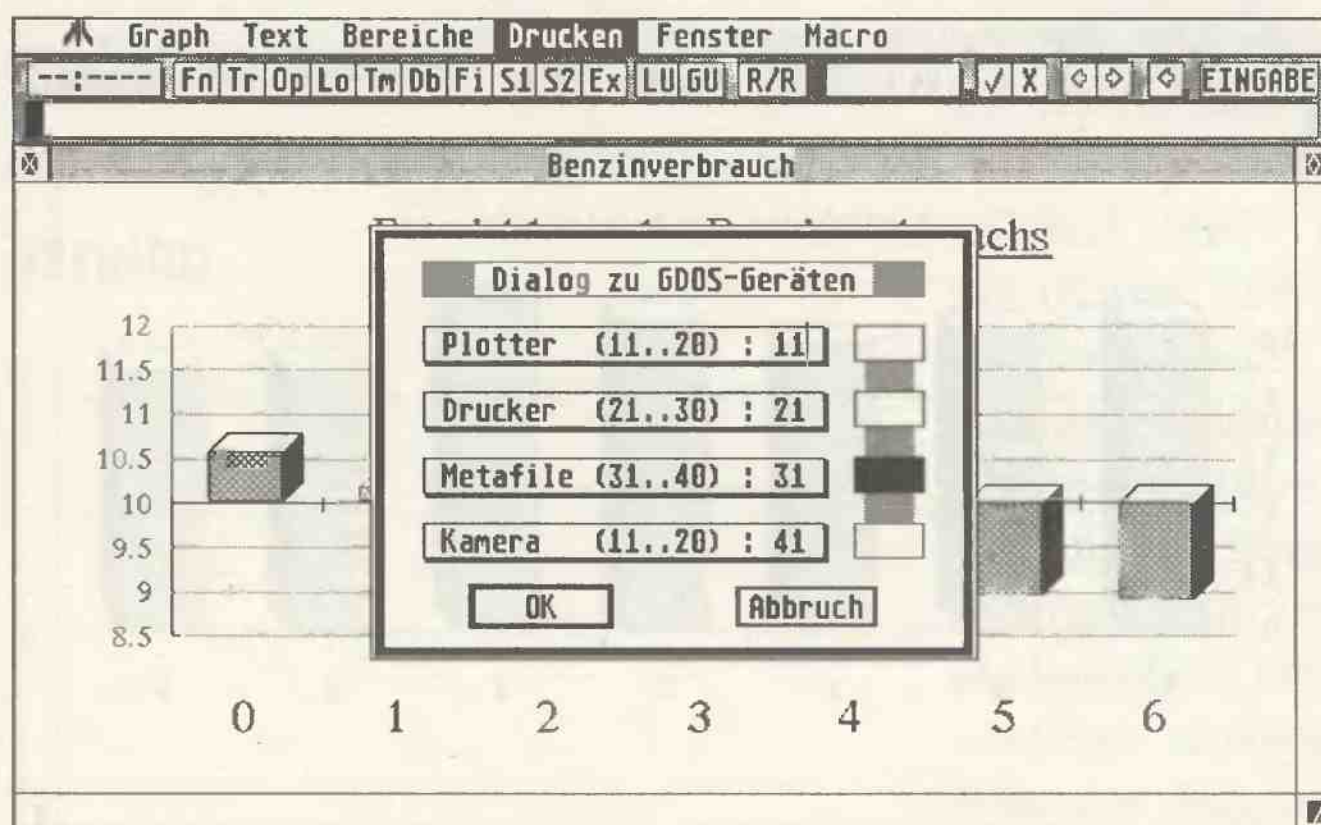 Graph Text Bereiche Drucken Fenster Macro
--:---- Fn Tr Op Lo Tm Db Fi S1 S2 Ex LU GU R/R √ X EINGABE
Benzinverbrauch
uchs
Dialog zu GDOS-Geräten
Plotter (11..20) : 11
Drucker (21..30) : 21
Metafile (31..40) : 31
Kamera (11..20) : 41
OK Abbruch
12
11.5
11
10.5
10
9.5
9
8.5
0 1 2 3 4 5 6